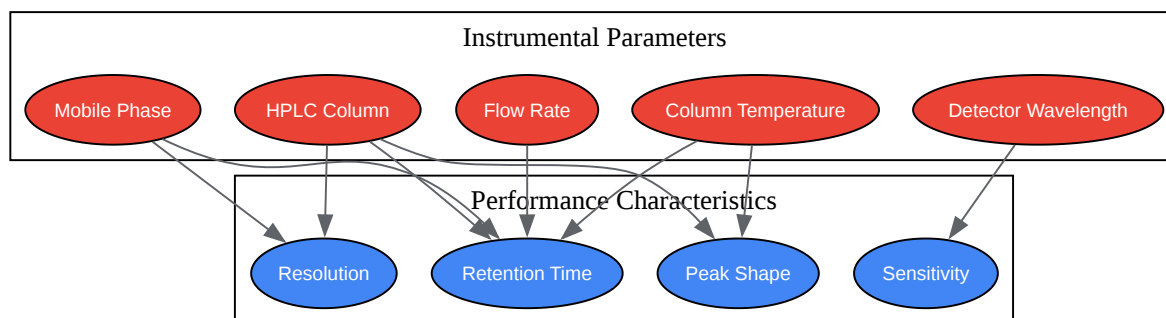 Instrumental Parameters
Mobile Phase
HPLC Column
Flow Rate
Column Temperature
Detector Wavelength
Performance Characteristics
Resolution
Retention Time
Peak Shape
Sensitivity